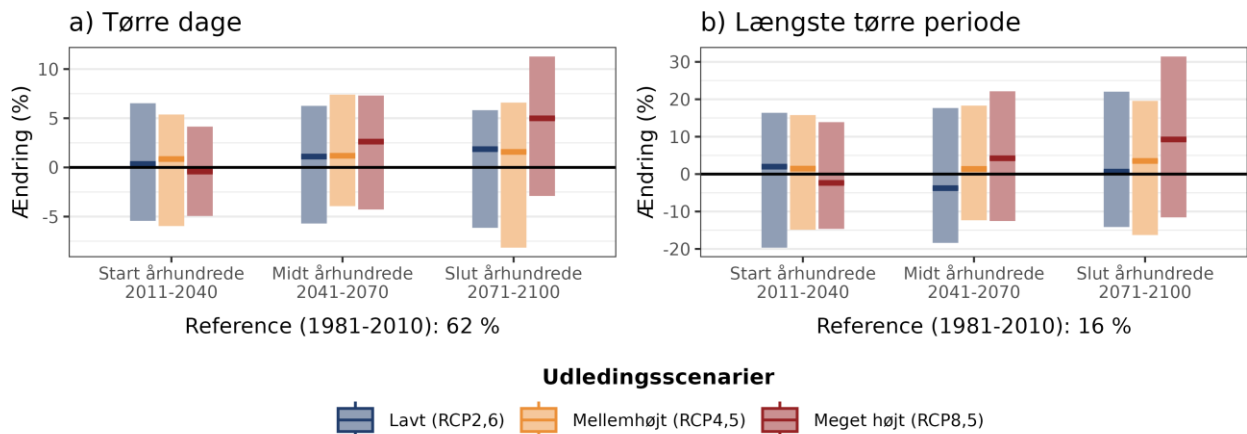 a) Tørre dage
Ændring (%)
10
5
0
-5
Start århundrede
2011-2040
Midt århundrede
2041-2070
Slut århundrede
2071-2100
Reference (1981-2010): 62 %
b) Længste tørre periode
Ændring (%)
30
20
10
0
-10
-20
Start århundrede
2011-2040
Midt århundrede
2041-2070
Slut århundrede
2071-2100
Reference (1981-2010): 16 %
Udledingsscenarier
Lavt (RCP2,6)
Mellemhøjt (RCP4,5)
Meget højt (RCP8,5)